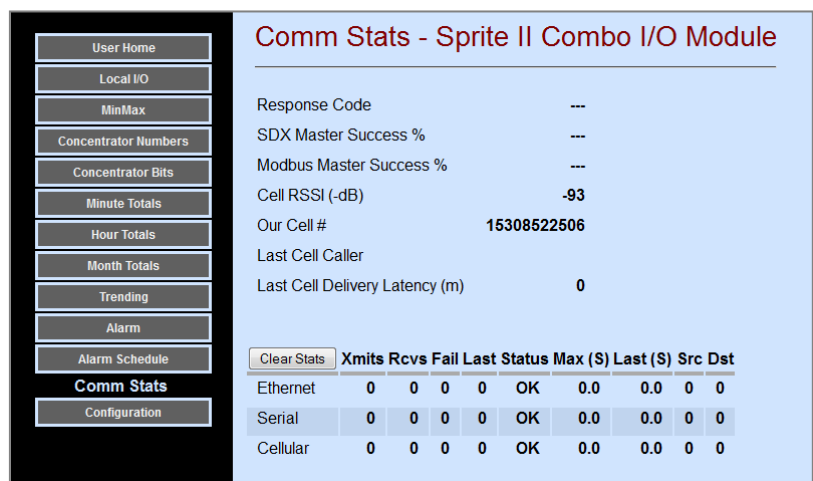 Comm Stats - Sprite II Combo I/O Module
User Home
Local I/O
MinMax
Concentrator Numbers
Concentrator Bits
Minute Totals
Hour Totals
Month Totals
Trending
Alarm
Alarm Schedule
Comm Stats
Configuration
Response Code ---
SDX Master Success % ---
Modbus Master Success % ---
Cell RSSI (-dB) -93
Our Cell # 15308522506
Last Cell Caller
Last Cell Delivery Latency (m) 0
Clear Stats Xmits Rcvs Fail Last Status Max (S) Last (S) Src Dst
Ethernet 0 0 0 0 OK 0.0 0.0 0 0
Serial 0 0 0 0 OK 0.0 0.0 0 0
Cellular 0 0 0 0 OK 0.0 0.0 0 0